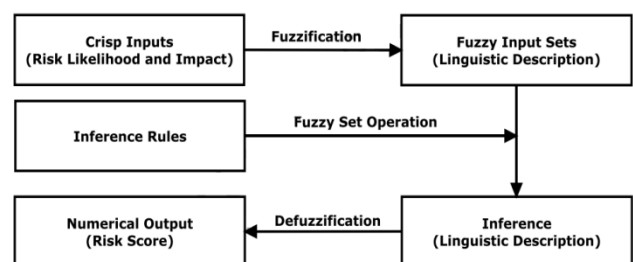 Crisp Inputs
(Risk Likelihood and Impact)
Fuzzification
Fuzzy Input Sets
(Linguistic Description)
Inference Rules
Fuzzy Set Operation
Numerical Output
(Risk Score)
Defuzzification
Inference
(Linguistic Description)